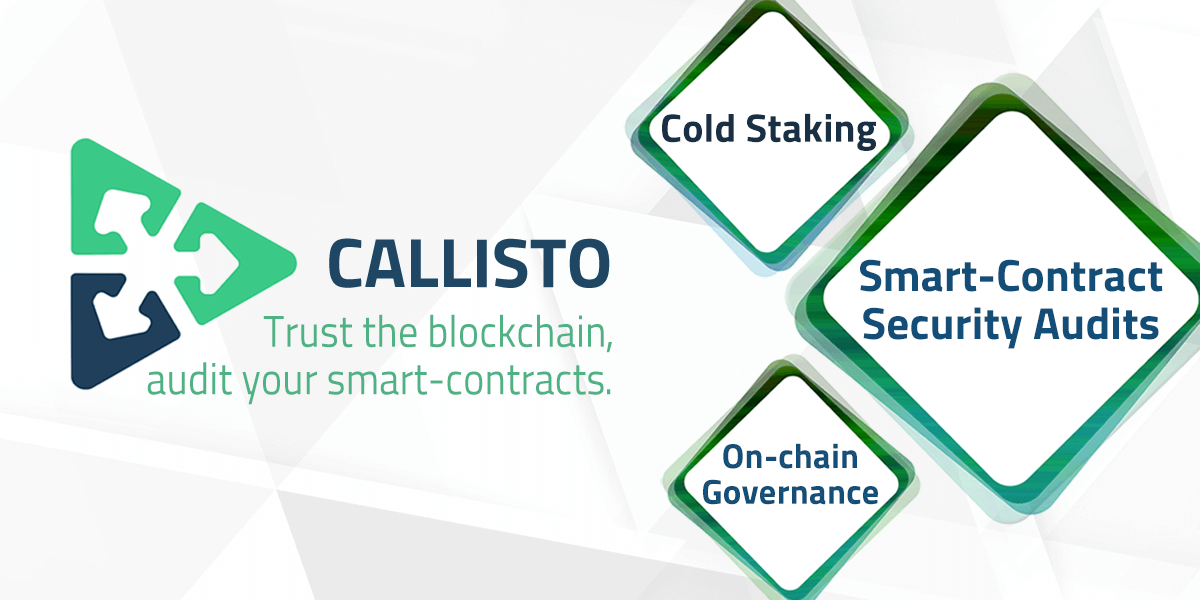 CALLISTO
Trust the blockchain,
audit your smart-contracts.
Cold Staking
Smart-Contract
Security Audits
On-chain
Governance